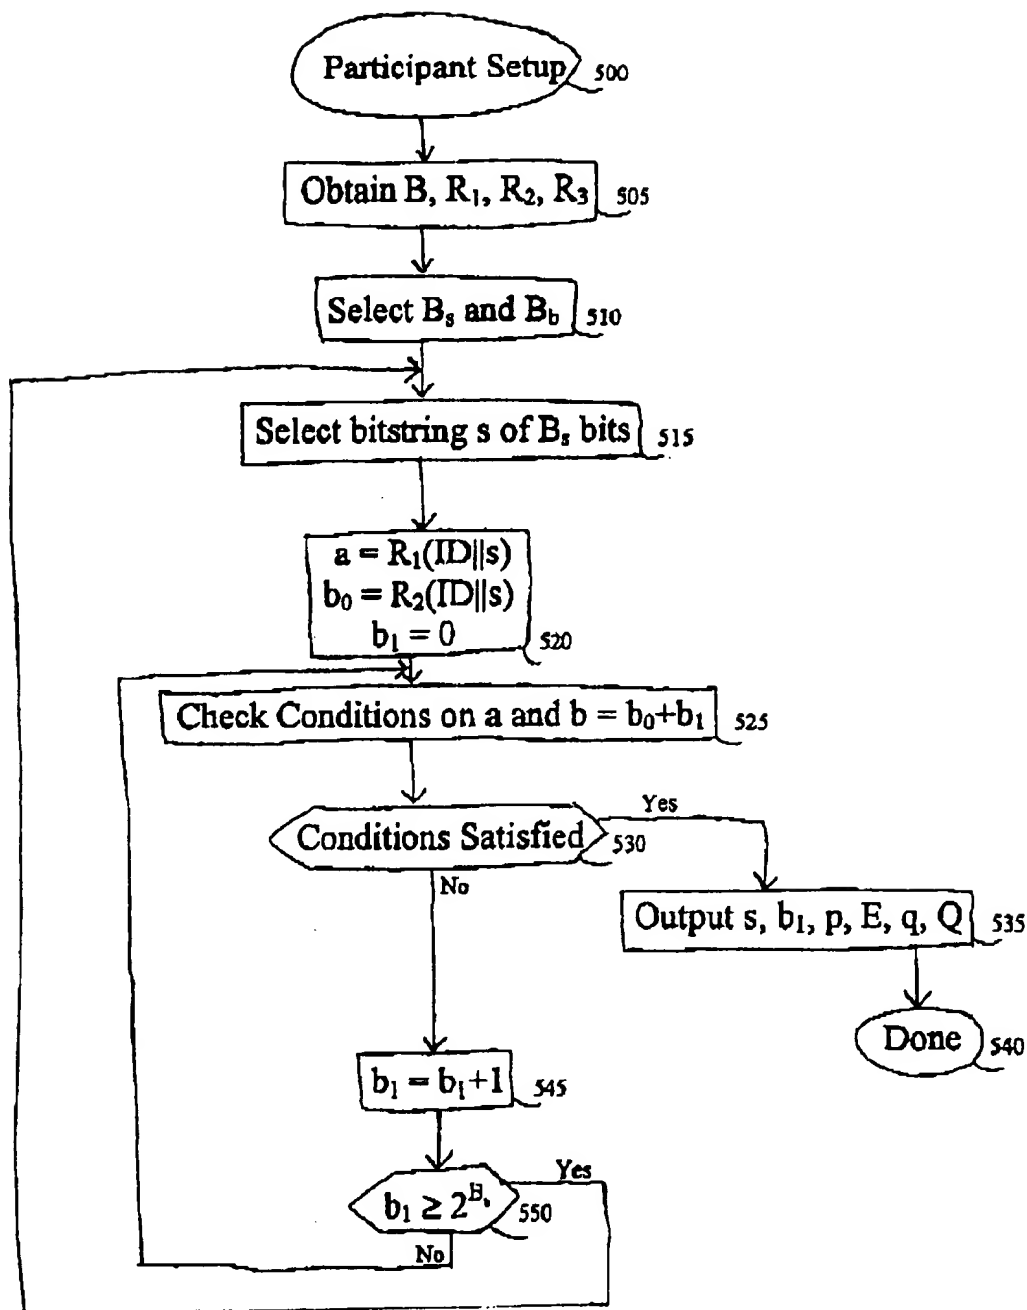 Participant Setup 500
Obtain B, R₁, R₂, R₃ 505
Select Bₛ and B_b 510
Select bitstring s of Bₛ bits 515
a = R₁(ID||s)
b₀ = R₂(ID||s)
b₁ = 0 520
Check Conditions on a and b = b₀+b₁ 525
Conditions Satisfied 530
Yes
No
Output s, b₁, p, E, q, Q 535
Done 540
b₁ = b₁+1 545
b₁ ≥ 2^B 550
Yes
No